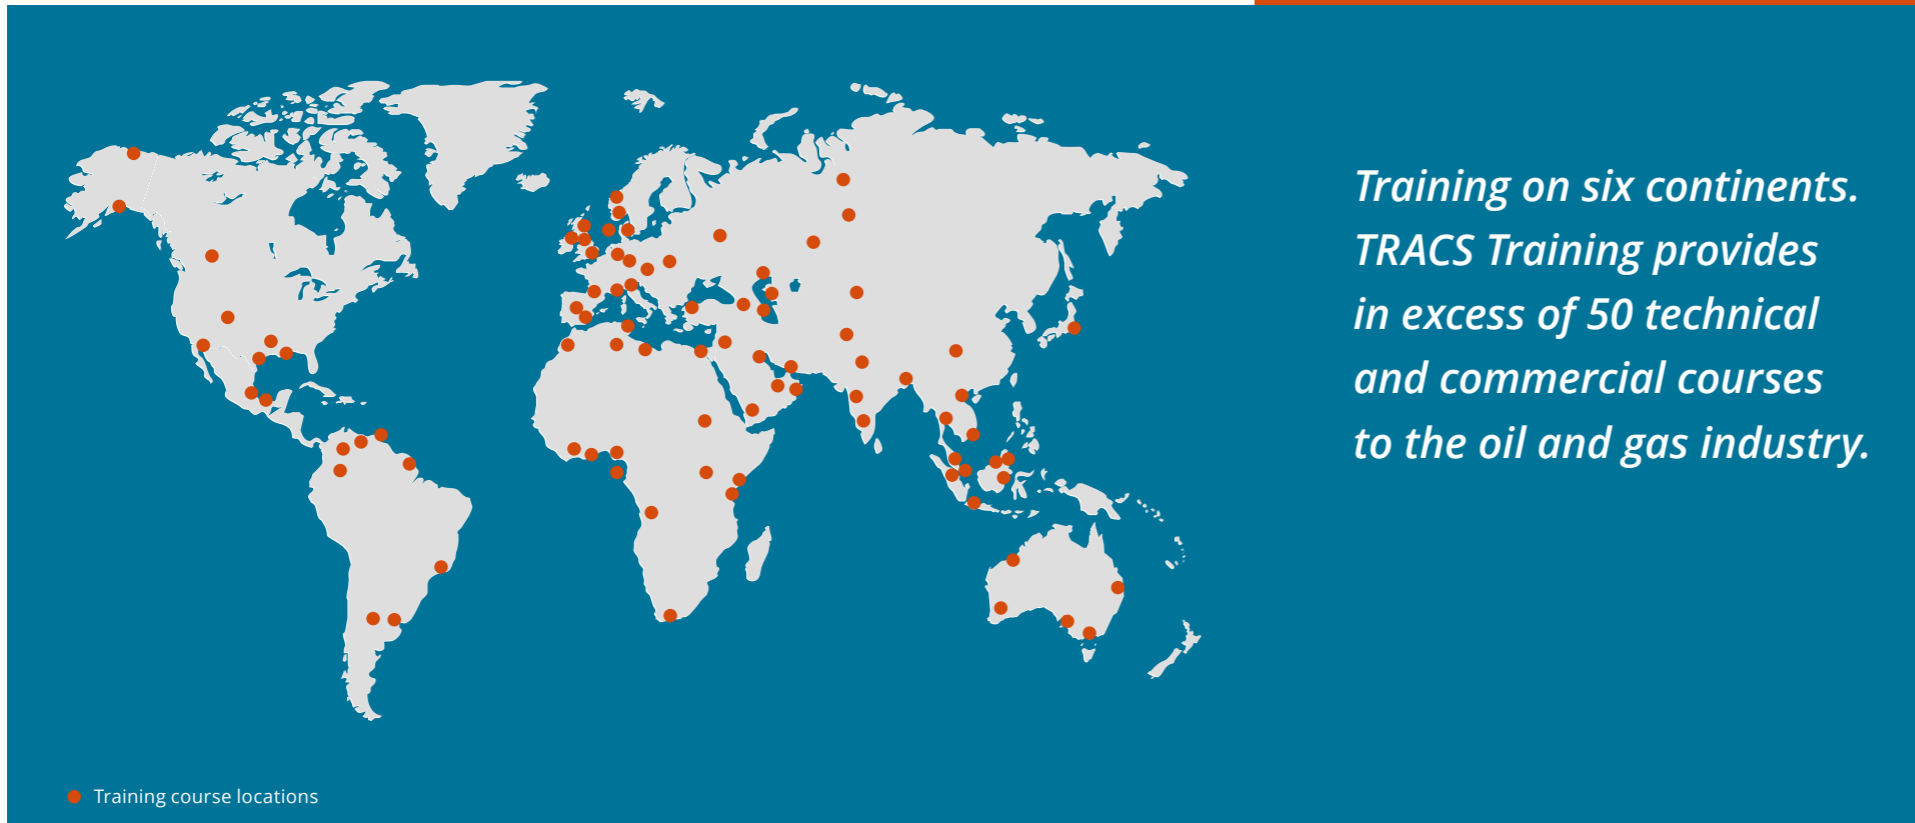 Training on six continents.
TRACS Training provides
in excess of 50 technical
and commercial courses
to the oil and gas industry.
Training course locations